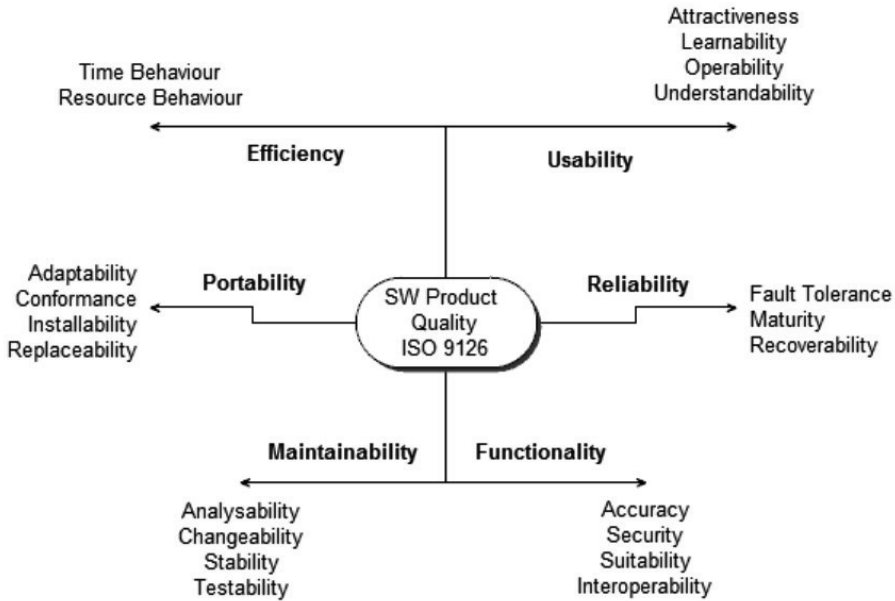 Attractiveness
Learnability
Operability
Understandability
Time Behaviour
Resource Behaviour
Efficiency
Usability
Adaptability
Conformance
Installability
Replaceability
Portability
SW Product
Quality
ISO 9126
Reliability
Fault Tolerance
Maturity
Recoverability
Maintainability
Functionality
Analysability
Changeability
Stability
Testability
Accuracy
Security
Suitability
Interoperability